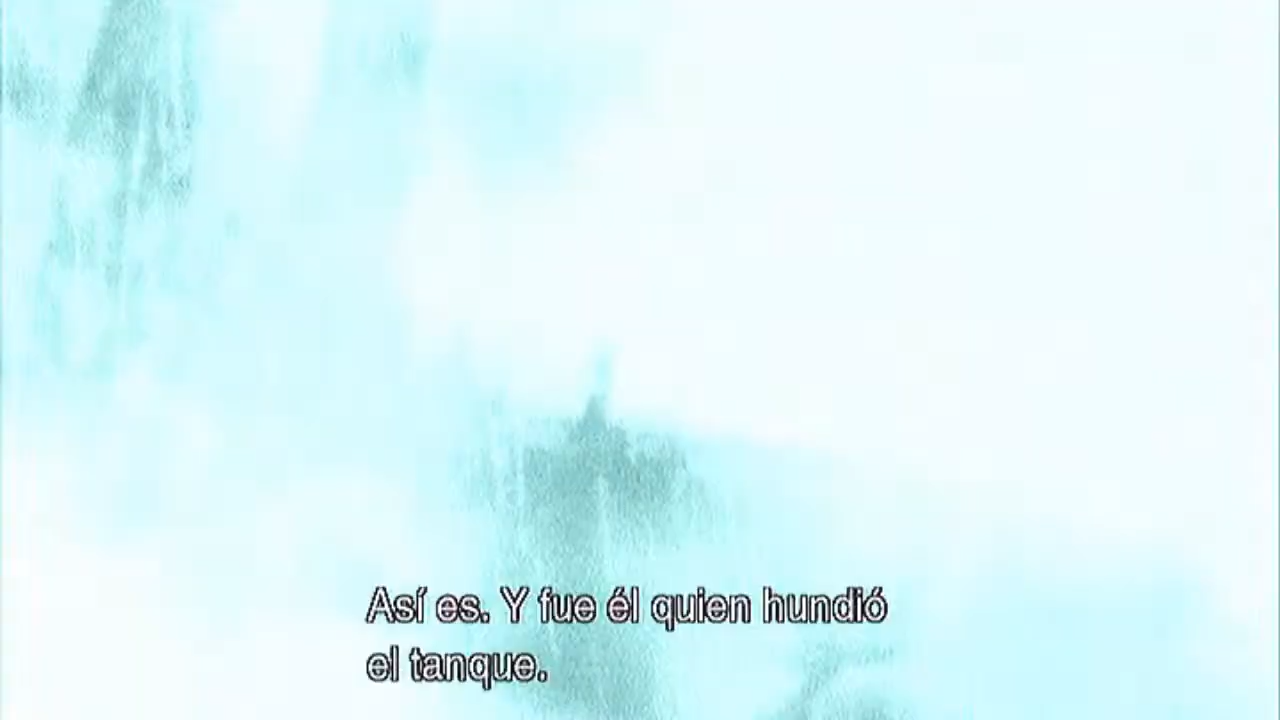 Así es. Y fue él quien hundió
el tanque.